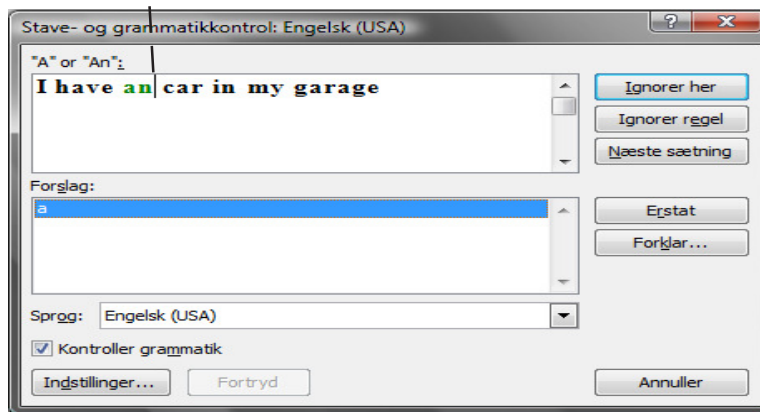 Stave- og grammatikkontrol: Engelsk (USA)
"A" or "An":
I have an car in my garage
Ignorer her
Ignorer regel
Næste sætning
Forslag:
a
Erstat
Forklar...
Sprog: Engelsk (USA)
Kontroller grammatik
Indstillinger... Fortryd Annuller